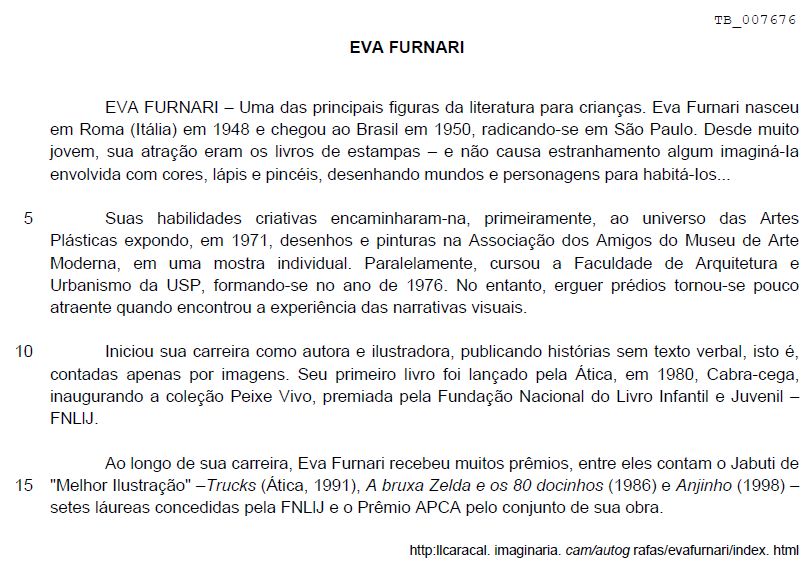 TB_007676
EVA FURNARI
EVA FURNARI – Uma das principais figuras da literatura para crianças. Eva Furnari nasceu
em Roma (Itália) em 1948 e chegou ao Brasil em 1950, radicando-se em São Paulo. Desde muito
jovem, sua atração eram os livros de estampas – e não causa estranhamento algum imaginá-Ia
envolvida com cores, lápis e pincéis, desenhando mundos e personagens para habitá-Ios...
5 Suas habilidades criativas encaminharam-na, primeiramente, ao universo das Artes
Plásticas expondo, em 1971, desenhos e pinturas na Associação dos Amigos do Museu de Arte
Moderna, em uma mostra individual. Paralelamente, cursou a Faculdade de Arquitetura e
Urbanismo da USP, formando-se no ano de 1976. No entanto, erguer prédios tornou-se pouco
atraente quando encontrou a experiência das narrativas visuais.
10 Iniciou sua carreira como autora e ilustradora, publicando histórias sem texto verbal, isto é,
contadas apenas por imagens. Seu primeiro livro foi lançado pela Ática, em 1980, Cabra-cega,
inaugurando a coleção Peixe Vivo, premiada pela Fundação Nacional do Livro Infantil e Juvenil –
FNLIJ.
Ao longo de sua carreira, Eva Furnari recebeu muitos prêmios, entre eles contam o Jabuti de
15 "Melhor Ilustração" –Trucks (Ática, 1991), A bruxa Zelda e os 80 docinhos (1986) e Anjinho (1998) –
setes láureas concedidas pela FNLIJ e o Prêmio APCA pelo conjunto de sua obra.
http:llcaracal. imaginaria. cam/autog rafas/evafurnari/index. html